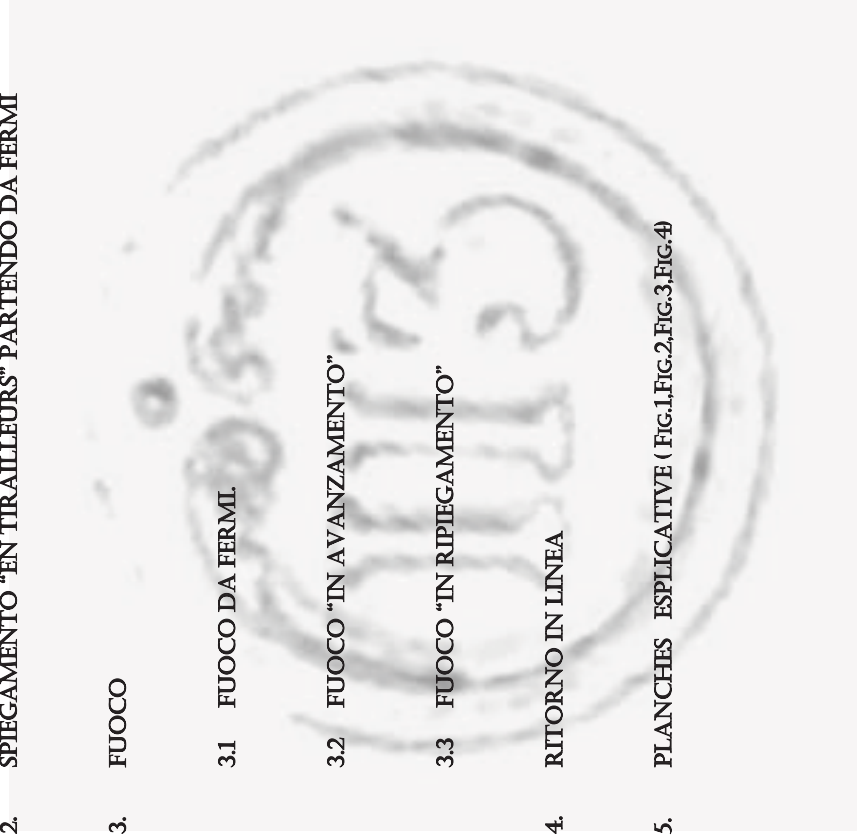 2. SPIEGAMENTO “EN TIRAILLEURS” PARTENDO DA FERMI
3. FUOCO
3.1 FUOCO DA FERMI.
3.2 FUOCO “IN AVANZAMENTO”
3.3 FUOCO “IN RIPIEGAMENTO”
4. RITORNO IN LINEA
5. PLANCHES ESPLICATIVE ( FIG.1,FIG.2,FIG.3,FIG.4)